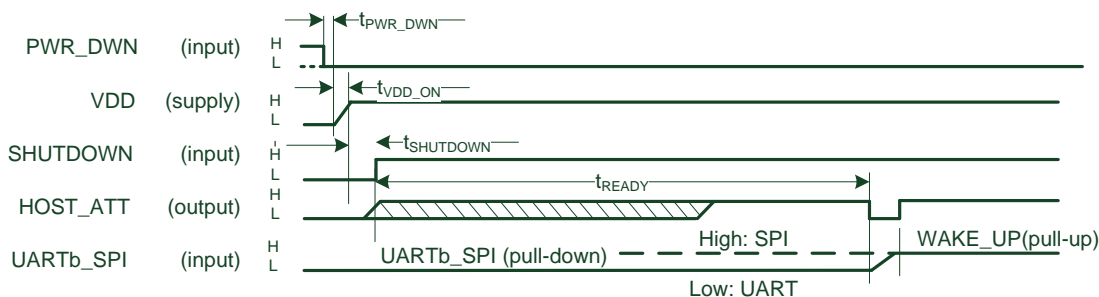 tPWR_DWN
PWR_DWN (input) H
L
tVDD_ON
VDD (supply) H
L
tSHUTDOWN
SHUTDOWN (input) H
L
tREADY
HOST_ATT (output) H
L
High: SPI WAKE_UP(pull-up)
UARTb_SPI (input) H
L
UARTb_SPI (pull-down)
Low: UART